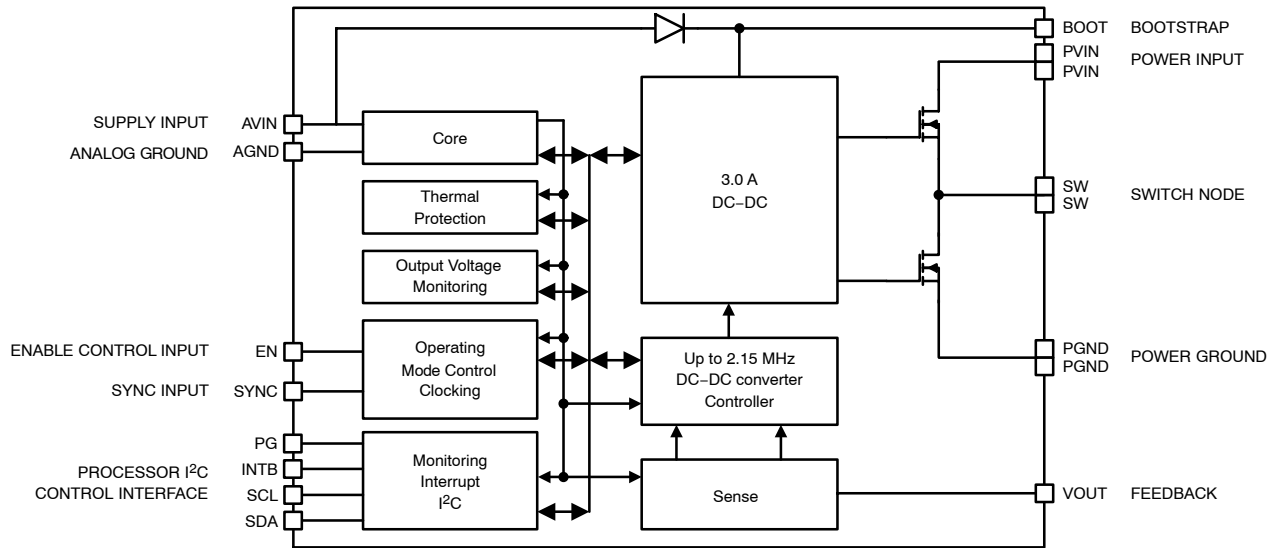 BOOT BOOTSTRAP
PVIN
PVIN
POWER INPUT
SUPPLY INPUT AVIN
ANALOG GROUND AGND
Core
Thermal
Protection
Output Voltage
Monitoring
3.0 A
DC−DC
SW
SW
SWITCH NODE
ENABLE CONTROL INPUT EN
SYNC INPUT SYNC
Operating
Mode Control
Clocking
Up to 2.15 MHz
DC−DC converter
Controller
PGND
PGND
POWER GROUND
PG
INTB
SCL
SDA
PROCESSOR I²C
CONTROL INTERFACE
Monitoring
Interrupt
I²C
Sense
VOUT FEEDBACK